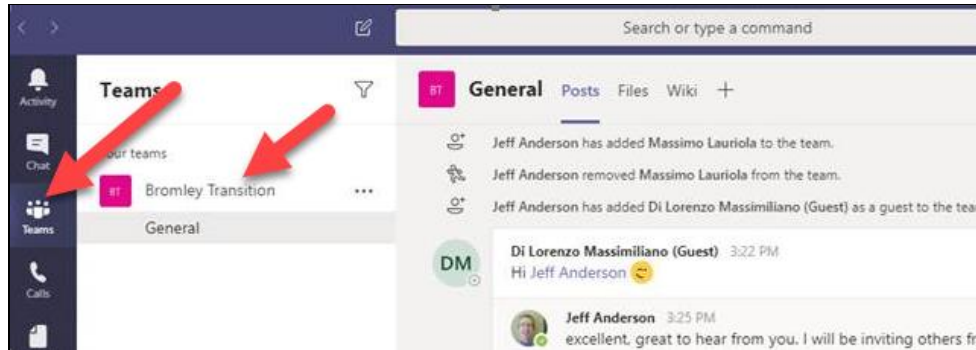 Search or type a command
Activity
Chat
Teams
Calls
Teams
teams
BT Bromley Transition
General
BT General Posts Files Wiki
Jeff Anderson has added Massimo Lauriola to the team.
Jeff Anderson removed Massimo Lauriola from the team.
Jeff Anderson has added Di Lorenzo Massimiliano (Guest) as a guest to the
DM
Di Lorenzo Massimiliano (Guest) 3:22 PM
Hi Jeff Anderson
Jeff Anderson 3:25 PM
excellent, great to hear from you. I will be inviting others